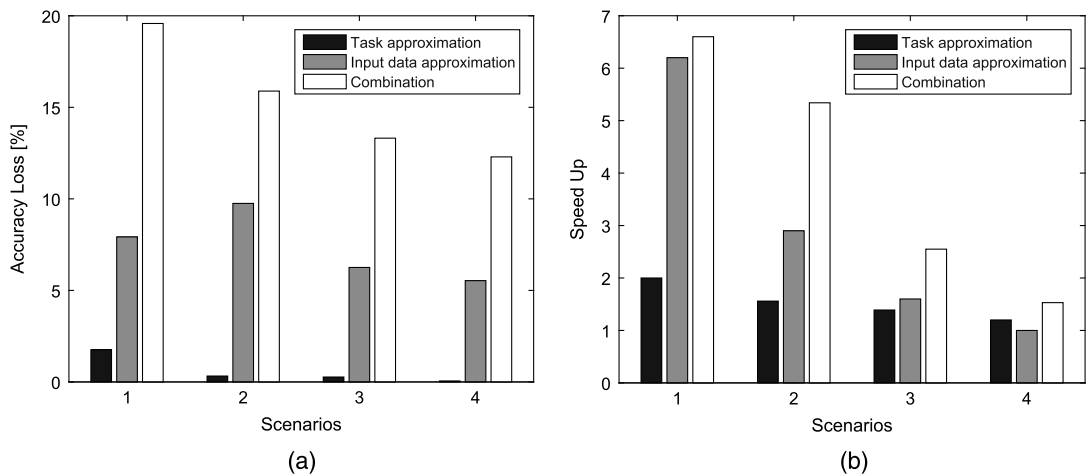 20
15
10
5
0
Accuracy Loss [%]
Task approximation
Input data approximation
Combination
1 2 3 4
Scenarios
(a)
7
6
5
4
3
2
1
0
Speed Up
Task approximation
Input data approximation
Combination
1 2 3 4
Scenarios
(b)